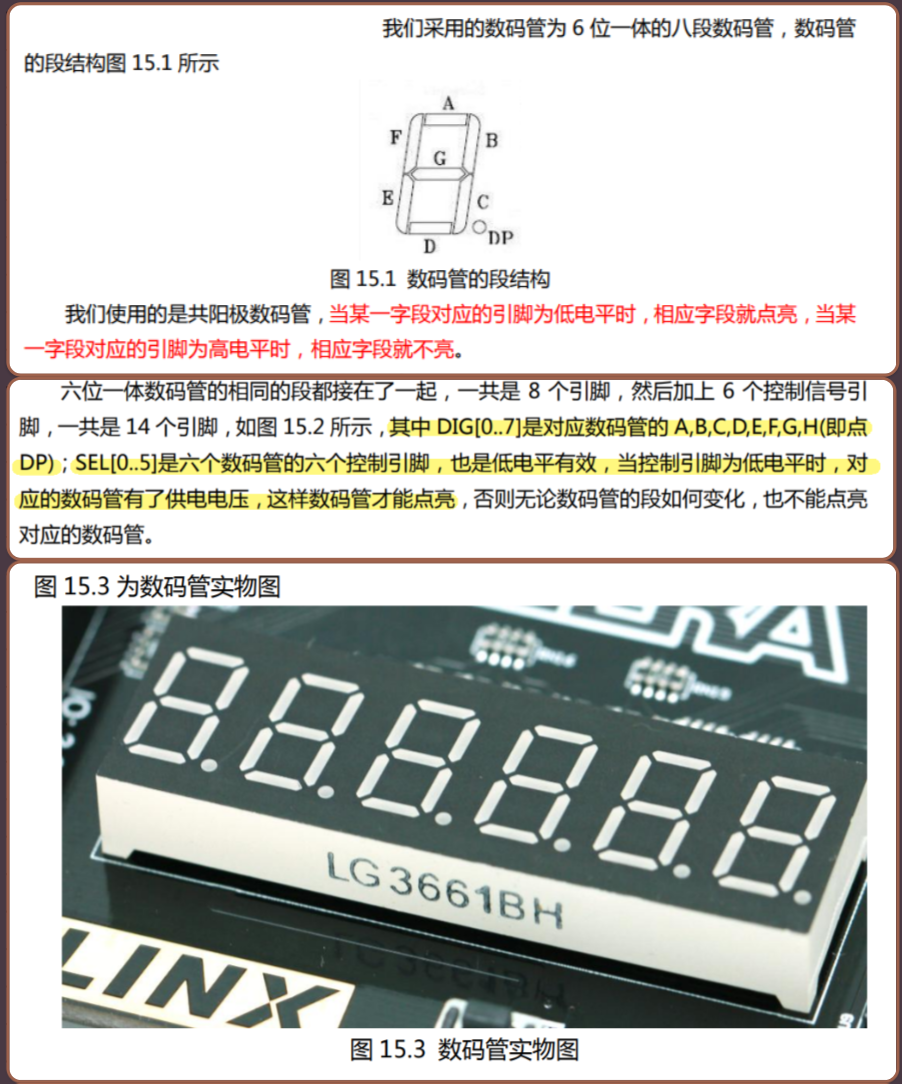 我们采用的数码管为 6 位一体的八段数码管，数码管
的段结构图 15.1 所示
A
F
B
G
E
C
D
DP
图 15.1 数码管的段结构
我们使用的是共阳极数码管，当某一字段对应的引脚为低电平时，相应字段就点亮，当某
一字段对应的引脚为高电平时，相应字段就不亮。
六位一体数码管的相同的段都接在了一起，一共是 8 个引脚，然后加上 6 个控制信号引
脚，一共是 14 个引脚，如图 15.2 所示，其中 DIG[0..7]是对应数码管的 A,B,C,D,E,F,G,H(即点
DP)；SEL[0..5]是六个数码管的六个控制引脚，也是低电平有效，当控制引脚为低电平时，对
应的数码管有了供电电压，这样数码管才能点亮，否则无论数码管的段如何变化，也不能点亮
对应的数码管。
图 15.3 为数码管实物图
LG3661BH
LINX
图 15.3 数码管实物图